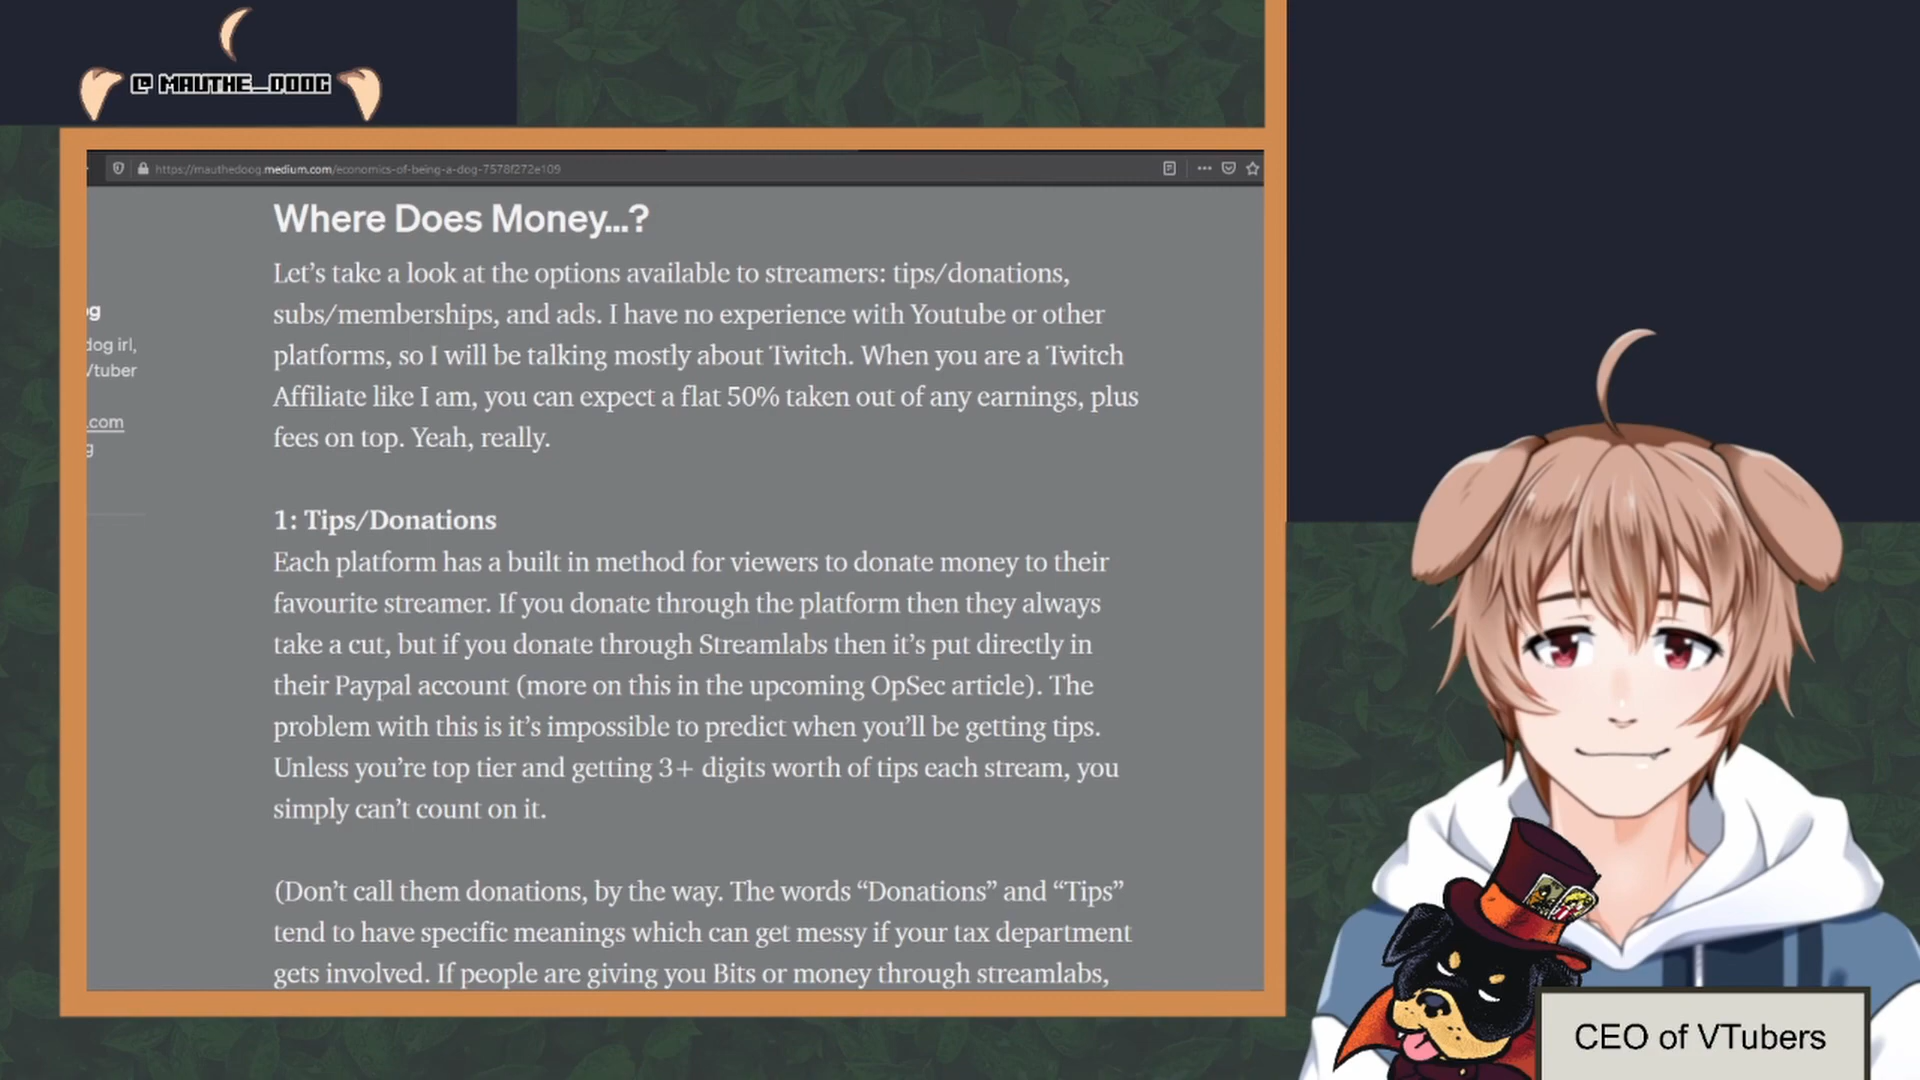 @ MAUTHE_DOOG
https://mauthedoog.medium.com/economics-of-being-a-dog-7578f272e109
Where Does Money...?
Let's take a look at the options available to streamers: tips/donations,
subs/memberships, and ads. I have no experience with Youtube or other
platforms, so I will be talking mostly about Twitch. When you are a Twitch
Affiliate like I am, you can expect a flat 50% taken out of any earnings, plus
fees on top. Yeah, really.
og
dog irl,
Vtuber
.com
g
1: Tips/Donations
Each platform has a built in method for viewers to donate money to their
favourite streamer. If you donate through the platform then they always
take a cut, but if you donate through Streamlabs then it's put directly in
their Paypal account (more on this in the upcoming OpSec article). The
problem with this is it's impossible to predict when you'll be getting tips.
Unless you're top tier and getting 3+ digits worth of tips each stream, you
simply can't count on it.
(Don't call them donations, by the way. The words “Donations” and “Tips”
tend to have specific meanings which can get messy if your tax department
gets involved. If people are giving you Bits or money through streamlabs,
CEO of VTubers